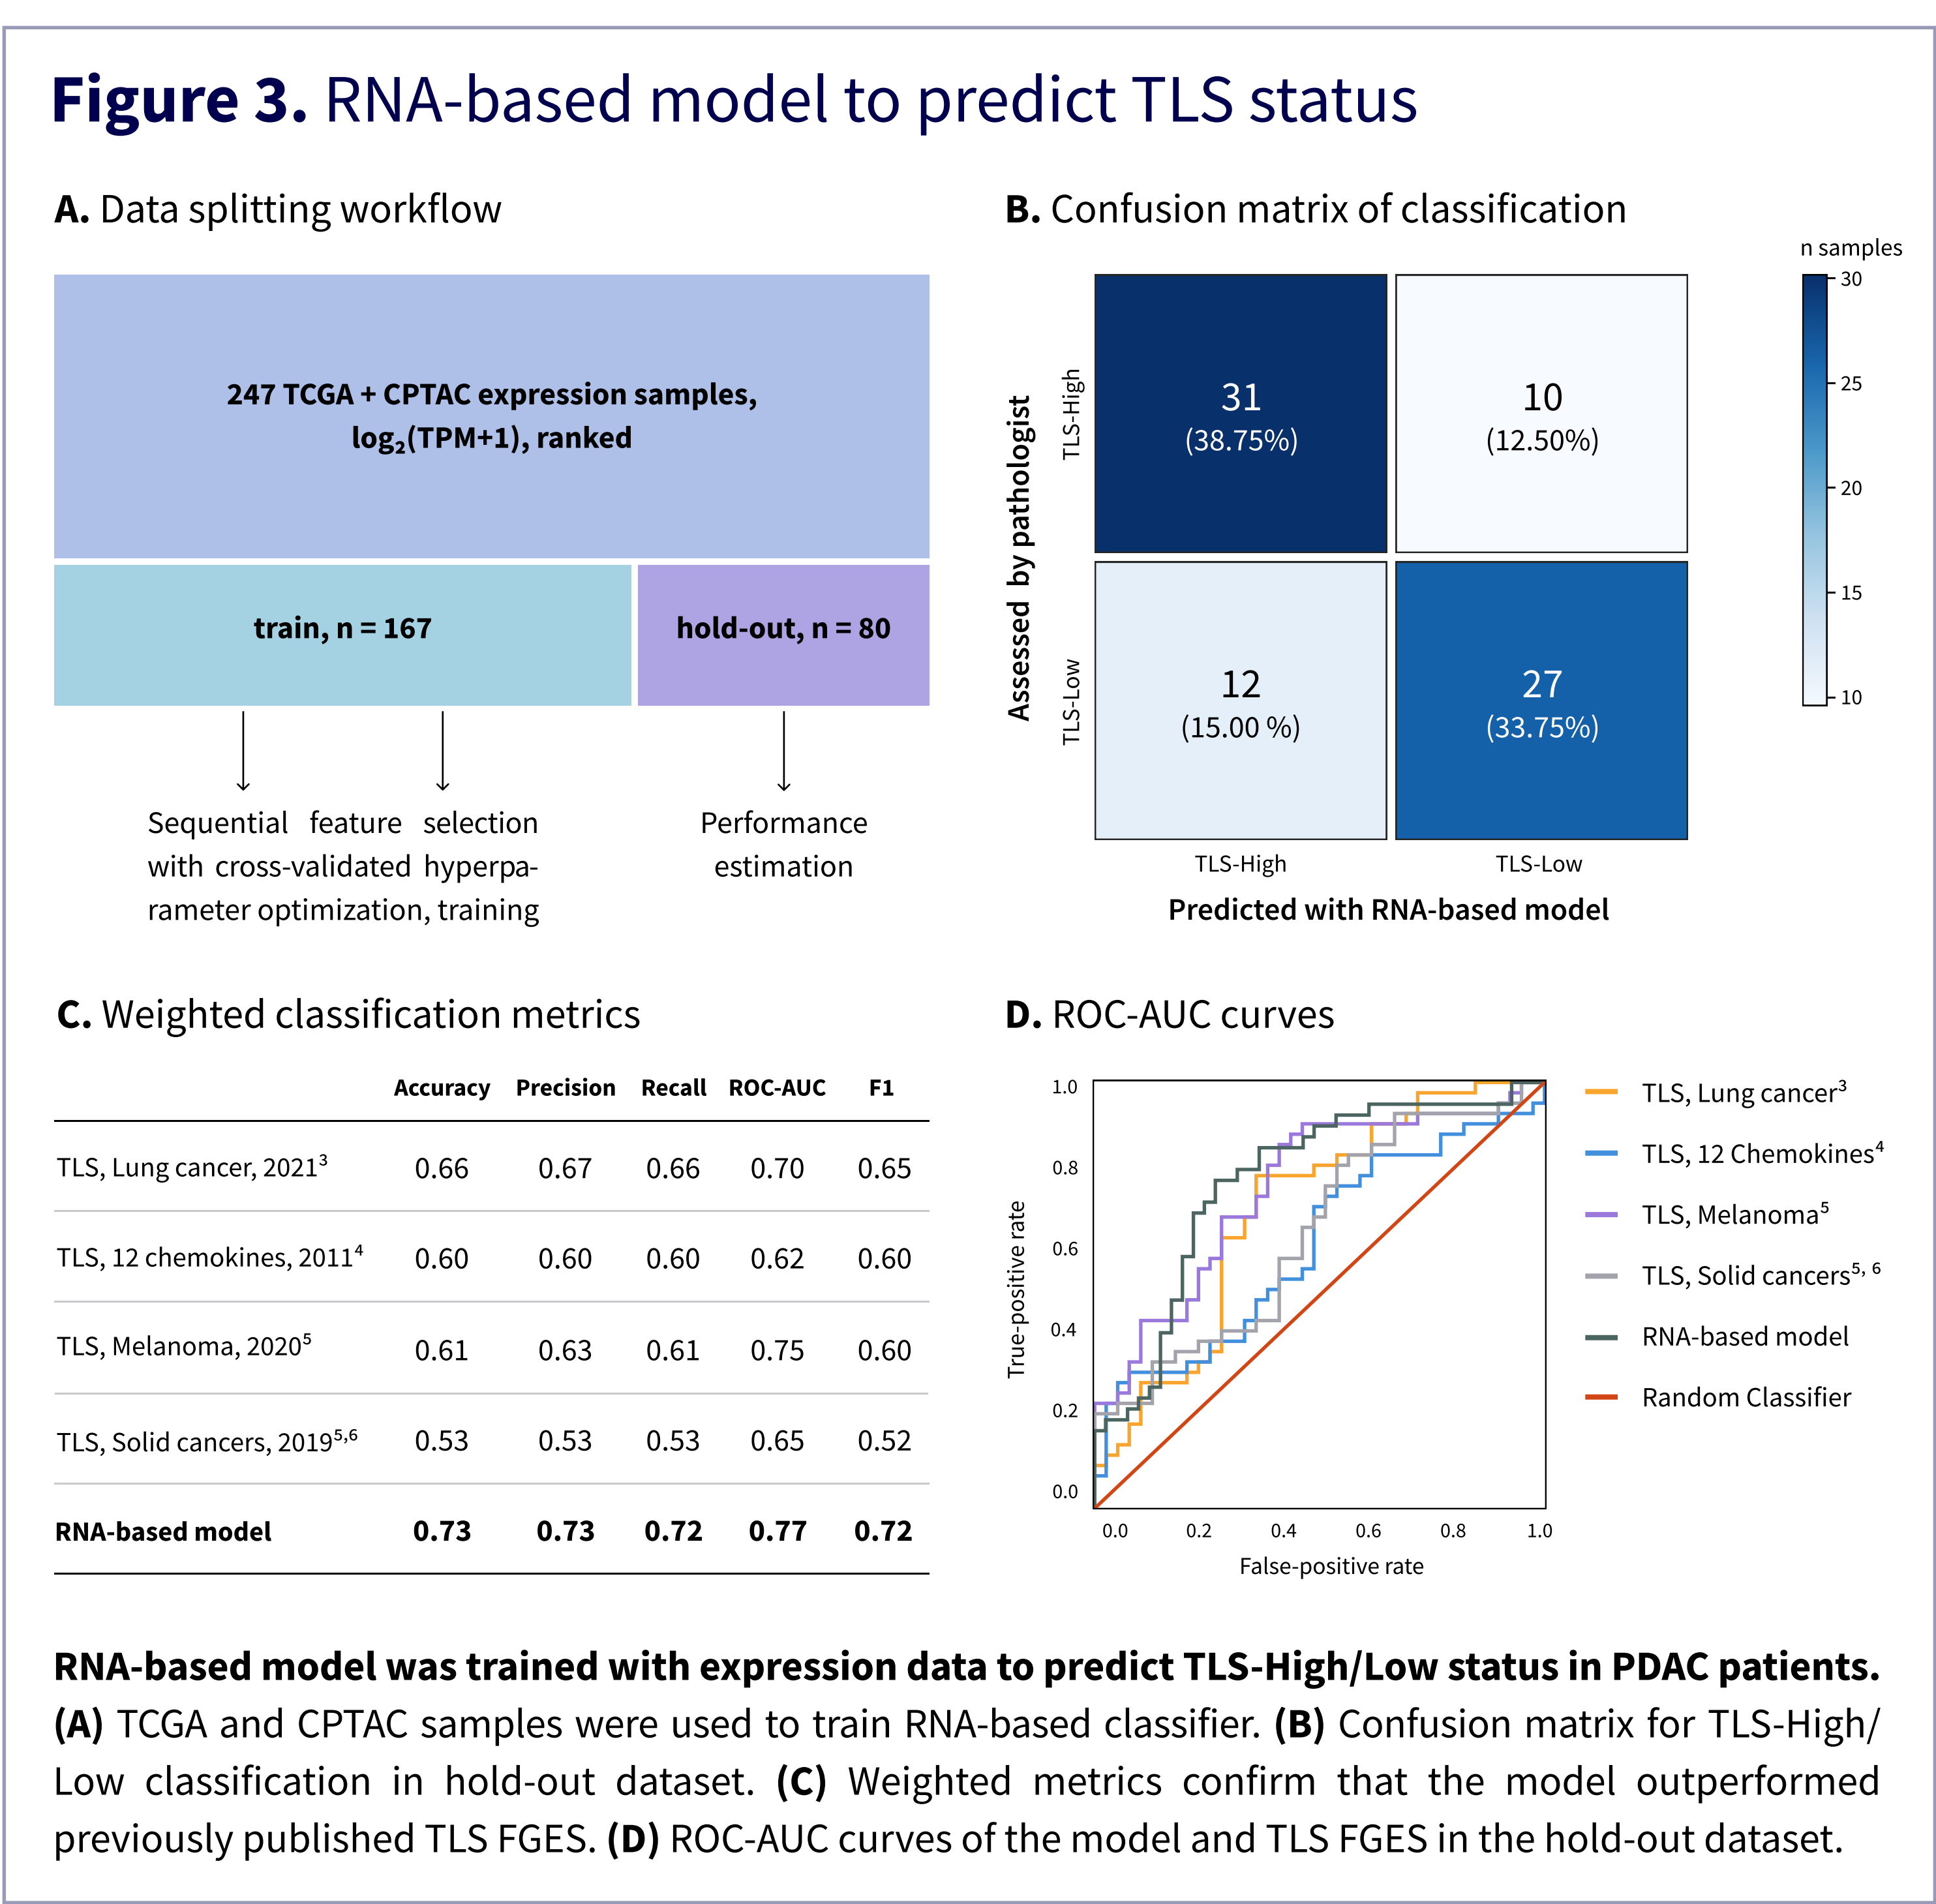 Figure 3. RNA-based model to predict TLS status
A. Data splitting workflow
247 TCGA + CPTAC expression samples,
log₂(TPM+1), ranked
train, n = 167
hold-out, n = 80
Sequential feature selection
with cross-validated hyperpa-
rameter optimization, training
Performance
estimation
B. Confusion matrix of classification
n samples
30
25
20
15
10
Assessed by pathologist
TLS-High
TLS-Low
31
(38.75%)
10
(12.50%)
12
(15.00 %)
27
(33.75%)
TLS-High
TLS-Low
Predicted with RNA-based model
C. Weighted classification metrics
Accuracy Precision Recall ROC-AUC F1
TLS, Lung cancer, 2021³ 0.66 0.67 0.66 0.70 0.65
TLS, 12 chemokines, 2011⁴ 0.60 0.60 0.60 0.62 0.60
TLS, Melanoma, 2020⁵ 0.61 0.63 0.61 0.75 0.60
TLS, Solid cancers, 2019⁵,⁶ 0.53 0.53 0.53 0.65 0.52
RNA-based model 0.73 0.73 0.72 0.77 0.72
D. ROC-AUC curves
True-positive rate
1.0
0.8
0.6
0.4
0.2
0.0
0.0 0.2 0.4 0.6 0.8 1.0
False-positive rate
TLS, Lung cancer³
TLS, 12 Chemokines⁴
TLS, Melanoma⁵
TLS, Solid cancers⁵, ⁶
RNA-based model
Random Classifier
RNA-based model was trained with expression data to predict TLS-High/Low status in PDAC patients.
(A) TCGA and CPTAC samples were used to train RNA-based classifier. (B) Confusion matrix for TLS-High/
Low classification in hold-out dataset. (C) Weighted metrics confirm that the model outperformed
previously published TLS FGES. (D) ROC-AUC curves of the model and TLS FGES in the hold-out dataset.